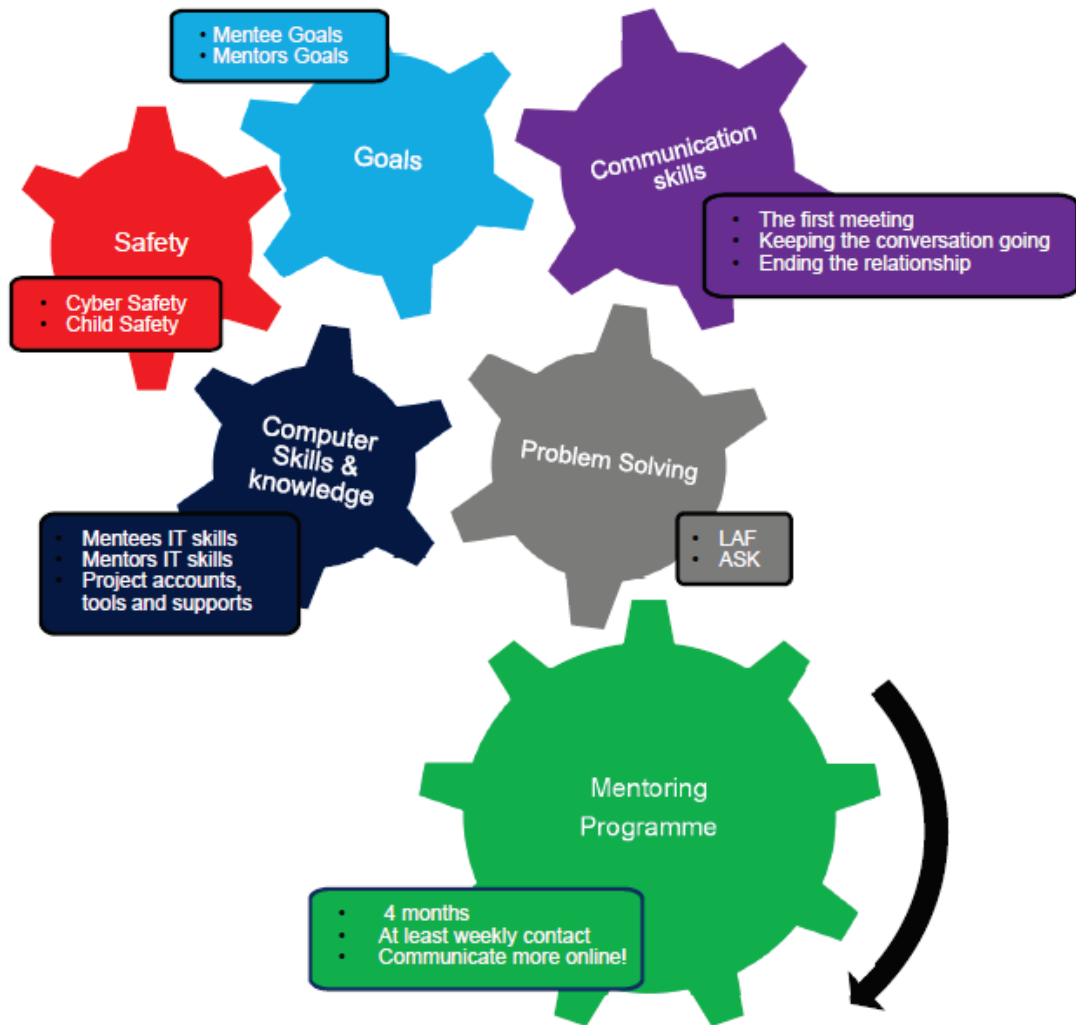 • Mentee Goals
• Mentors Goals
Goals
Communication
skills
• The first meeting
• Keeping the conversation going
• Ending the relationship
Safety
• Cyber Safety
• Child Safety
Computer
Skills &
knowledge
• Mentees IT skills
• Mentors IT skills
• Project accounts,
tools and supports
Problem Solving
• LAF
• ASK
Mentoring
Programme
• 4 months
• At least weekly contact
• Communicate more online!